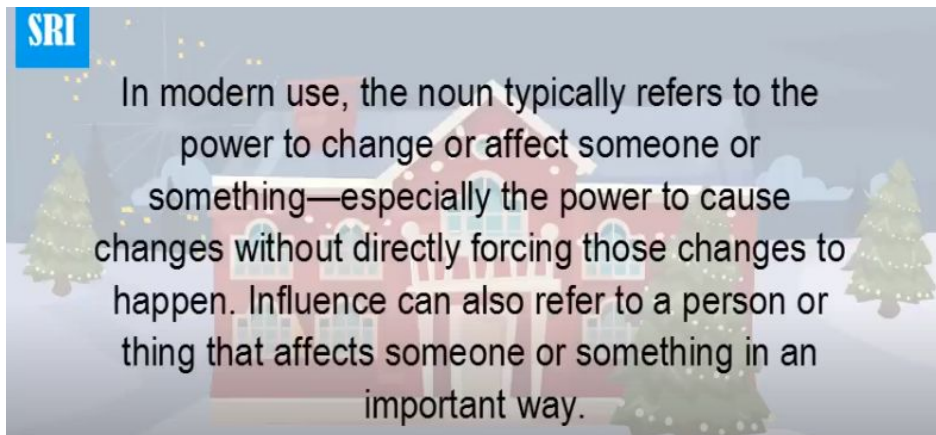 SRI
In modern use, the noun typically refers to the
power to change or affect someone or
something—especially the power to cause
changes without directly forcing those changes to
happen. Influence can also refer to a person or
thing that affects someone or something in an
important way.